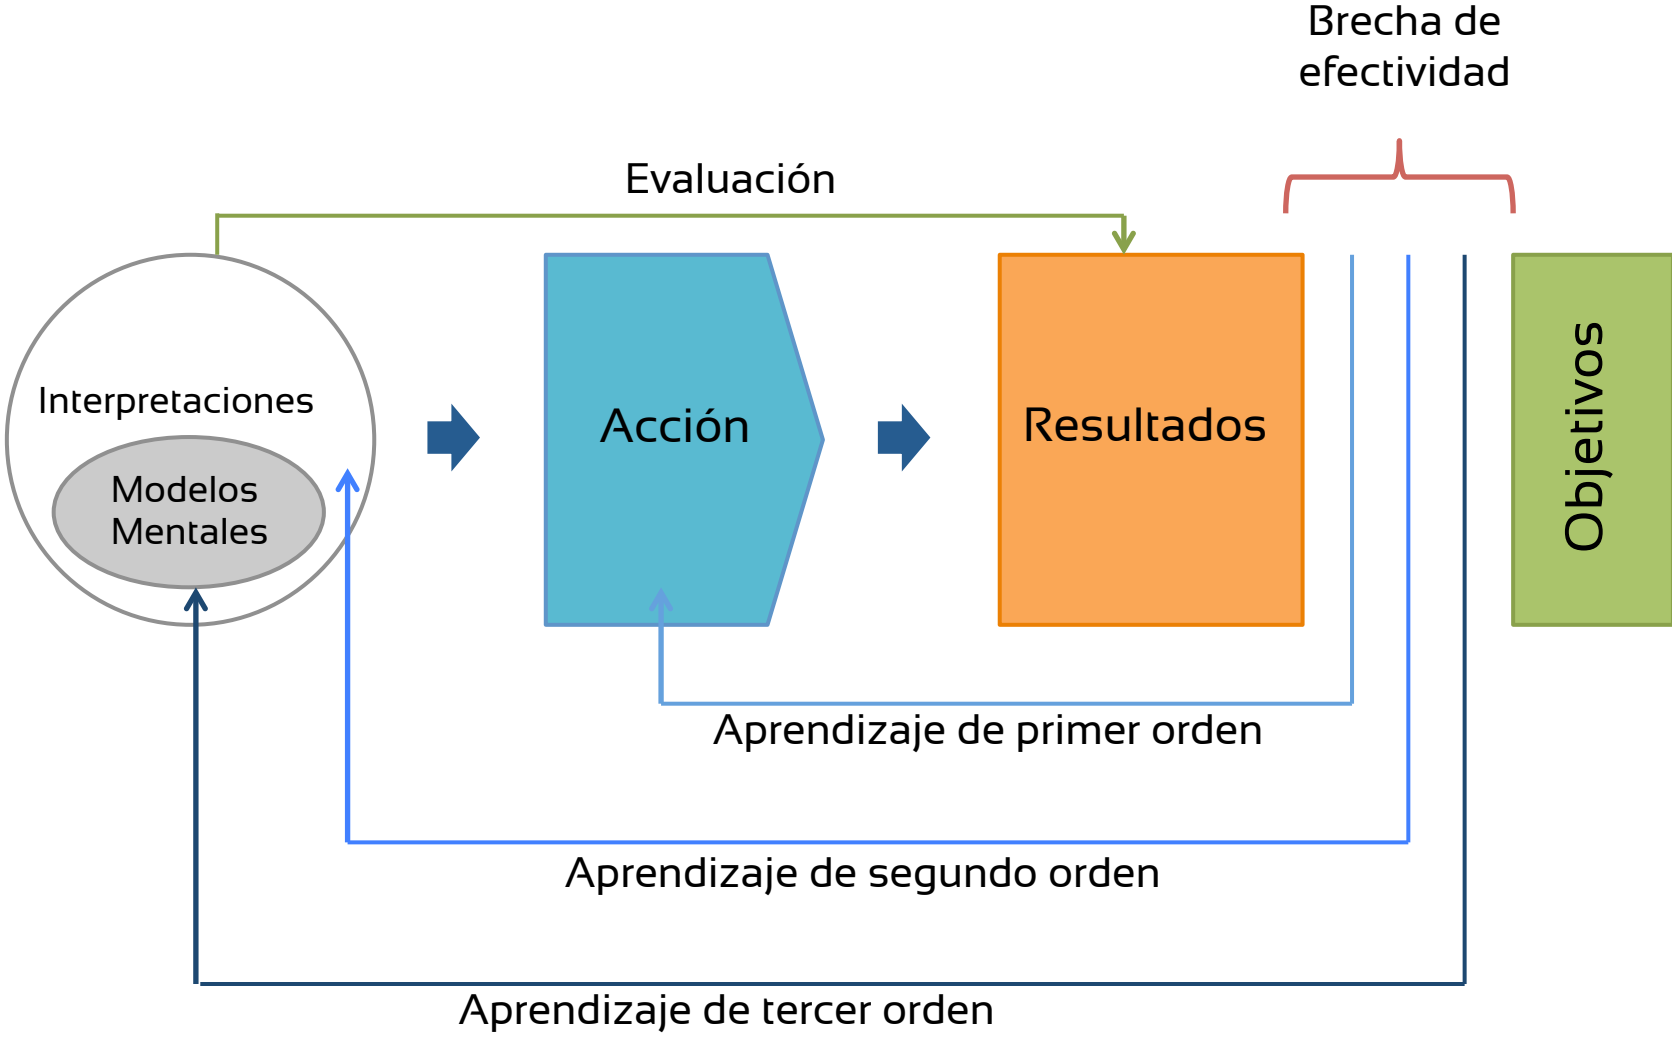 Brecha de
efectividad
Evaluación
Interpretaciones
Modelos
Mentales
Acción
Resultados
Objetivos
Aprendizaje de primer orden
Aprendizaje de segundo orden
Aprendizaje de tercer orden